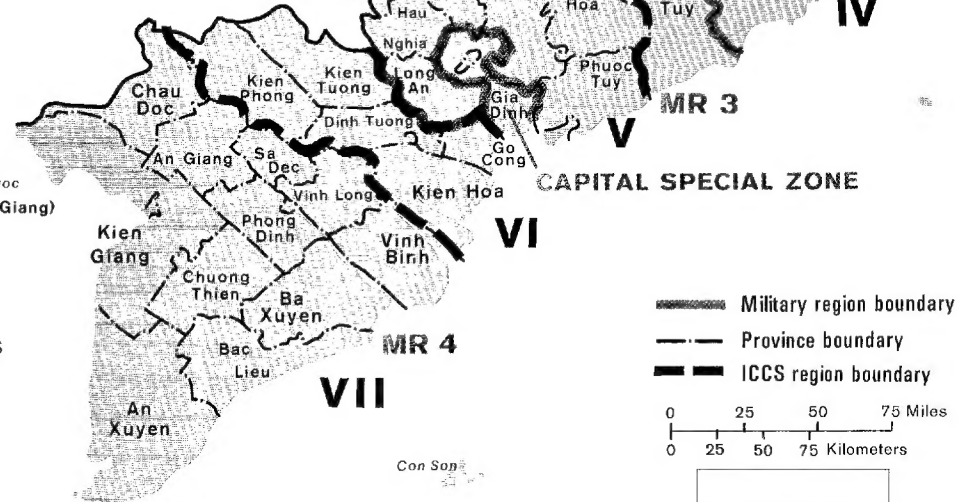 Hau
Hoa
Tuy
IV
Nghia
Kien
Phong
Kien
Tuong
Long
An
Phuoc
Tuy
Chau
Doc
Gia
Dinh
MR 3
Dinh Tuong
V
An Giang
Sa
Dec
Go
Cong
CAPITAL SPECIAL ZONE
Vinh Long
Kien Hoa
oc
Giang)
Phong
Dinh
VI
Kien
Giang
Vinh
Binh
Chuong
Thien
Ba
Xuyen
MR 4
Bac
Lieu
VII
An
Xuyen
Con Son
S
Military region boundary
Province boundary
ICCS region boundary
0 25 50 75 Miles
0 25 50 75 Kilometers